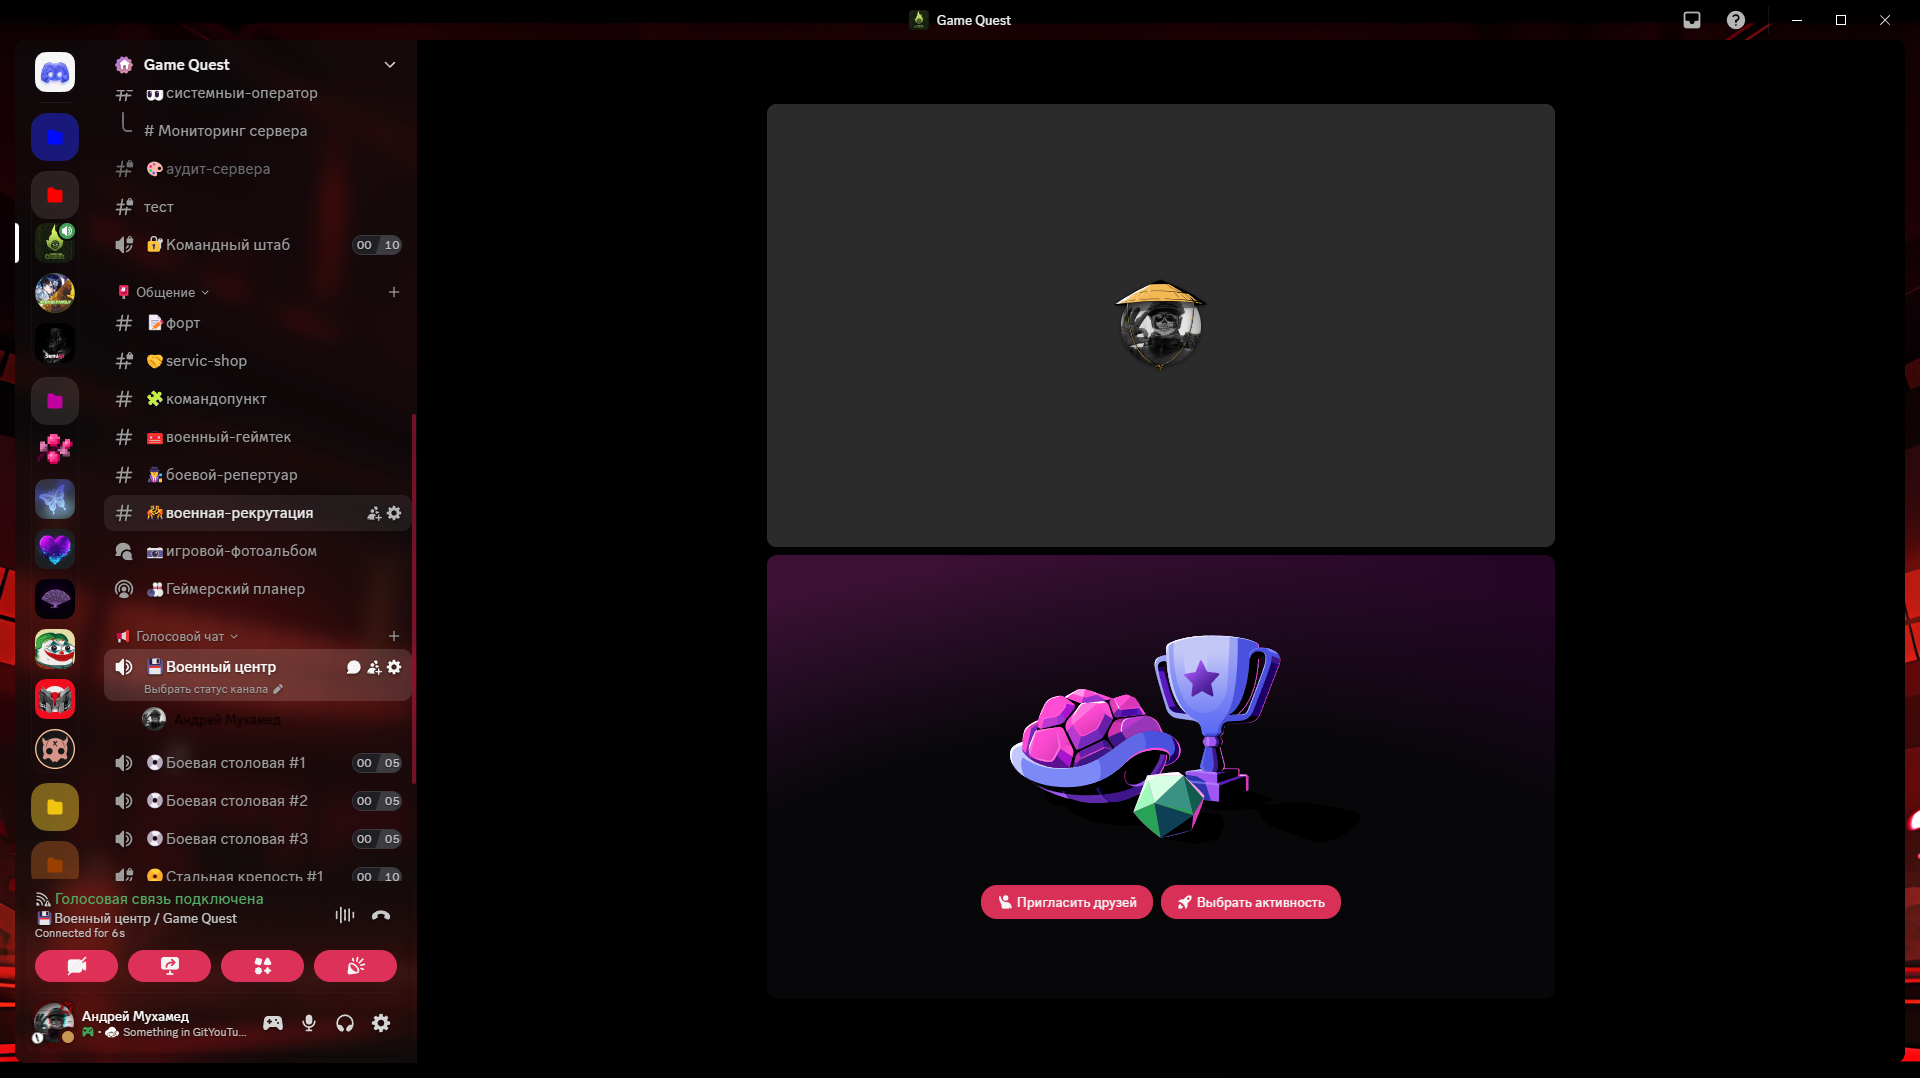 Game Quest
Game Quest
системный-оператор
# Мониторинг сервера
аудит-сервера
тест
Командный штаб 00 10
Общение
форт
servic-shop
командопункт
военный-геймтек
боевой-репертуар
военная-рекрутация
игровой-фотоальбом
Геймерский планер
Голосовой чат
Военный центр
Выбрать статус канала
Андрей Мухамед
Боевая столовая #1 00 05
Боевая столовая #2 00 05
Боевая столовая #3 00 05
Стальная крепость #1 00 10
Голосовая связь подключена
Военный центр / Game Quest
Connected for 6s
Андрей Мухамед
- Something in GitYouTu...
Пригласить друзей
Выбрать активность